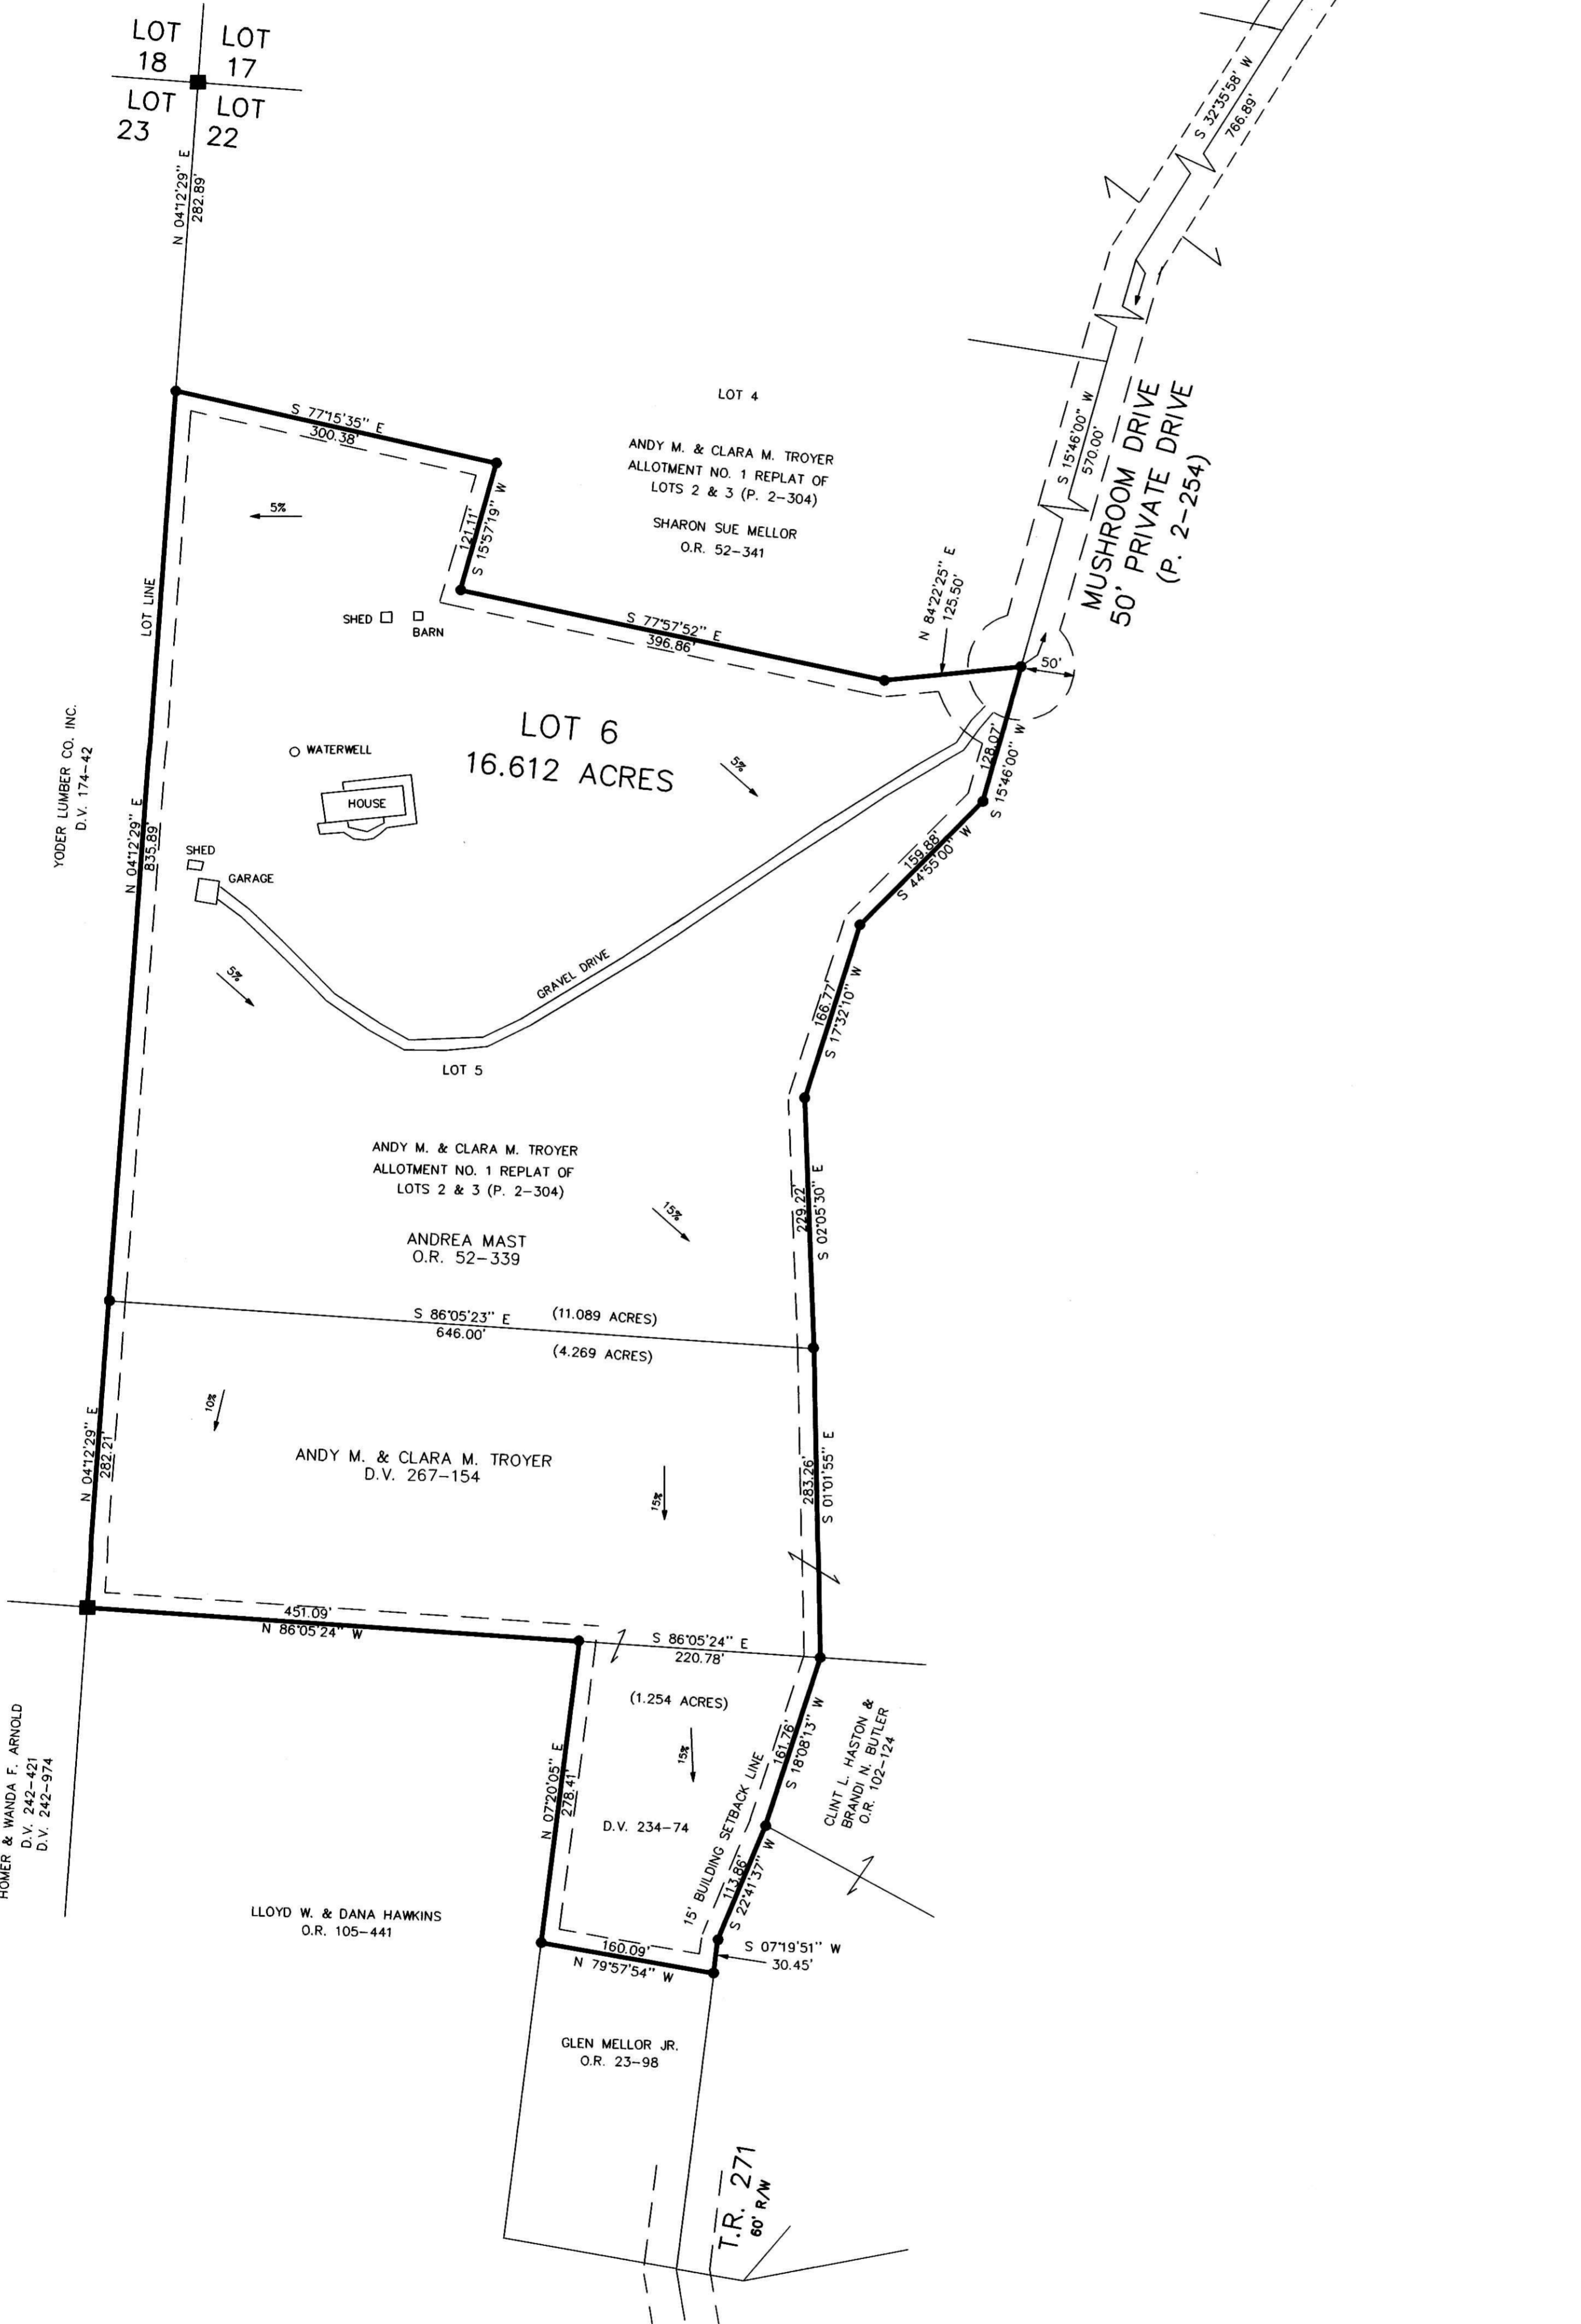 LOT
18
LOT
17
LOT
23
LOT
22
N 04°12'29" E
282.89'
S 32°35'58" W
766.89'
S 15°46'00" W
570.00'
MUSHROOM DRIVE
50' PRIVATE DRIVE
(P. 2-254)
S 77°15'35" E
300.38'
LOT 4
ANDY M. & CLARA M. TROYER
ALLOTMENT NO. 1 REPLAT OF
LOTS 2 & 3 (P. 2-304)
SHARON SUE MELLOR
O.R. 52-341
5%
121.11'
S 15°57'19" W
LOT LINE
SHED
BARN
S 77°57'52" E
396.86'
N 84°22'25" E
125.50'
50'
YODER LUMBER CO. INC.
D.V. 174-42
LOT 6
16.612 ACRES
WATERWELL
HOUSE
5%
128.07'
S 15°46'00" W
N 04°12'29" E
835.89'
SHED
GARAGE
159.88'
S 44°55'00" W
5%
GRAVEL DRIVE
166.77'
S 17°32'10" W
LOT 5
ANDY M. & CLARA M. TROYER
ALLOTMENT NO. 1 REPLAT OF
LOTS 2 & 3 (P. 2-304)
15%
229.22'
S 02°05'30" E
ANDREA MAST
O.R. 52-339
S 86°05'23" E
646.00'
(11.089 ACRES)
(4.269 ACRES)
10%
N 04°12'29" E
282.21'
ANDY M. & CLARA M. TROYER
D.V. 267-154
15%
283.26'
S 01°01'55" E
451.09'
N 86°05'24" W
S 86°05'24" E
220.78'
(1.254 ACRES)
HOMER & WANDA F. ARNOLD
D.V. 242-421
D.V. 242-974
N 07°20'05" E
278.41'
15%
D.V. 234-74
15' BUILDING SETBACK LINE
161.76'
S 18°08'13" W
CLINT L. HASTON &
BRANDI N. BUTLER
O.R. 102-124
113.86'
S 22°41'37" W
LLOYD W. & DANA HAWKINS
O.R. 105-441
160.09'
N 79°57'54" W
S 07°19'51" W
30.45'
GLEN MELLOR JR.
O.R. 23-98
T.R. 271
60' R/W